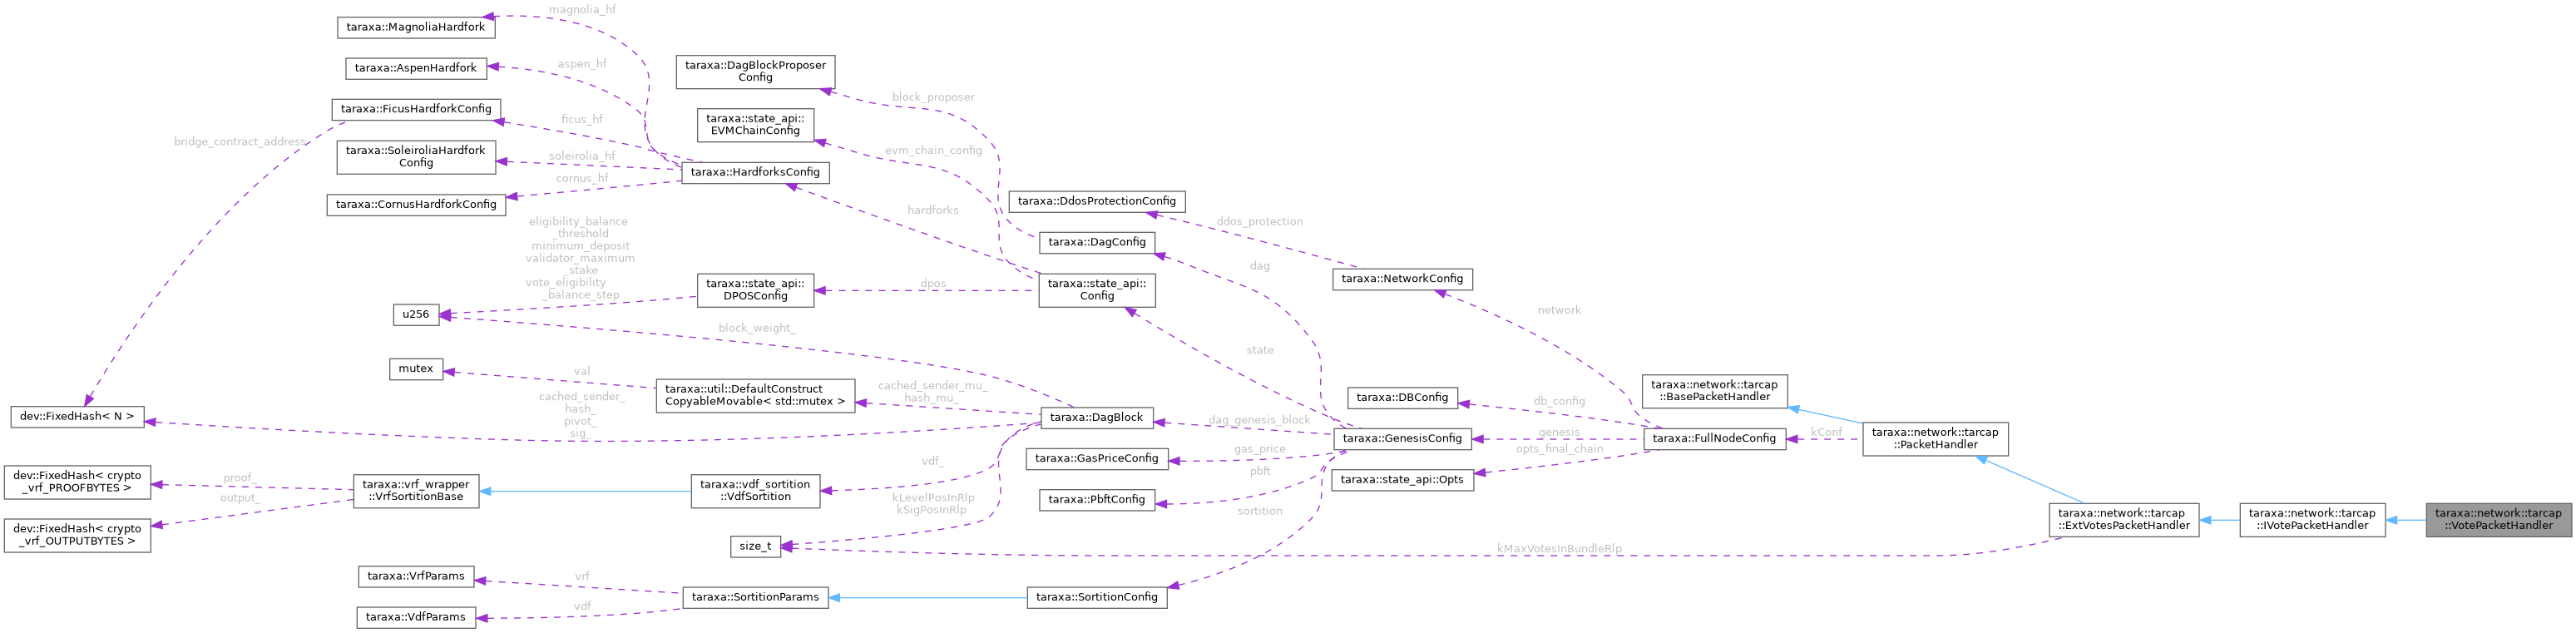 magnolia_hf
taraxa::MagnoliaHardfork
aspen_hf
taraxa::AspenHardfork
taraxa::DagBlockProposer
Config
block_proposer
taraxa::FicusHardforkConfig
ficus_hf
taraxa::state_api::
EVMChainConfig
bridge_contract_address
taraxa::SoleiroliaHardfork
Config
soleirolia_hf
evm_chain_config
taraxa::HardforksConfig
cornus_hf
taraxa::CornusHardforkConfig
hardforks
taraxa::DdosProtectionConfig
ddos_protection
eligibility_balance
_threshold
minimum_deposit
validator_maximum
_stake
vote_eligibility
_balance_step
taraxa::DagConfig
dag
taraxa::NetworkConfig
taraxa::state_api::
DPOSConfig
dpos
taraxa::state_api::
Config
network
u256
block_weight_
state
mutex
val
taraxa::util::DefaultConstruct
CopyableMovable< std::mutex >
cached_sender_mu_
hash_mu_
taraxa::DBConfig
db_config
taraxa::network::tarcap
::BasePacketHandler
dev::FixedHash< N >
cached_sender_
hash_
pivot_
sig_
taraxa::DagBlock
dag_genesis_block
taraxa::GenesisConfig
genesis
taraxa::FullNodeConfig
kConf
taraxa::network::tarcap
::PacketHandler
opts_final_chain
taraxa::GasPriceConfig
gas_price
vdf_
pbft
taraxa::state_api::Opts
dev::FixedHash< crypto
_vrf_PROOFBYTES >
proof_
output_
taraxa::vrf_wrapper
::VrfSortitionBase
taraxa::vdf_sortition
::VdfSortition
kLevelPosInRlp
kSigPosInRlp
taraxa::PbftConfig
sortition
dev::FixedHash< crypto
_vrf_OUTPUTBYTES >
taraxa::network::tarcap
::ExtVotesPacketHandler
taraxa::network::tarcap
::IVotePacketHandler
taraxa::network::tarcap
::VotePacketHandler
size_t
kMaxVotesInBundleRlp
taraxa::VrfParams
vrf
taraxa::SortitionParams
taraxa::SortitionConfig
vdf
taraxa::VdfParams